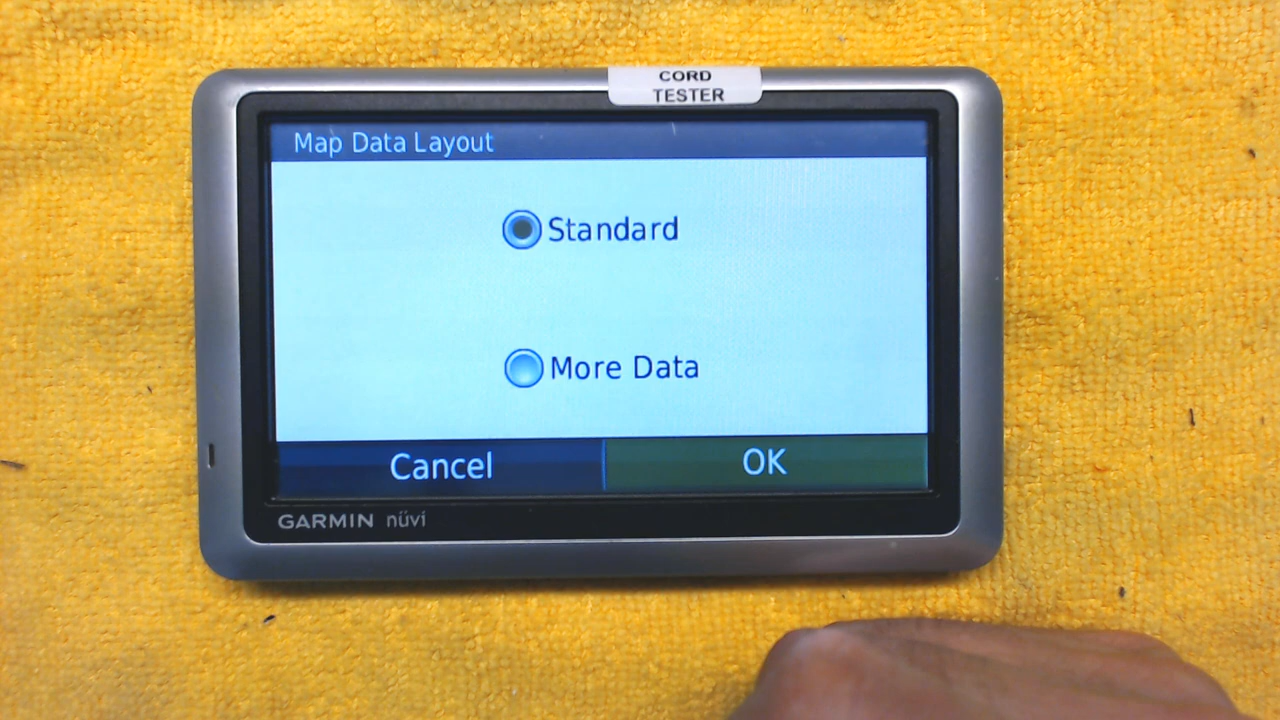 CORD
TESTER
Map Data Layout
Standard
More Data
Cancel
OK
GARMIN nüvi